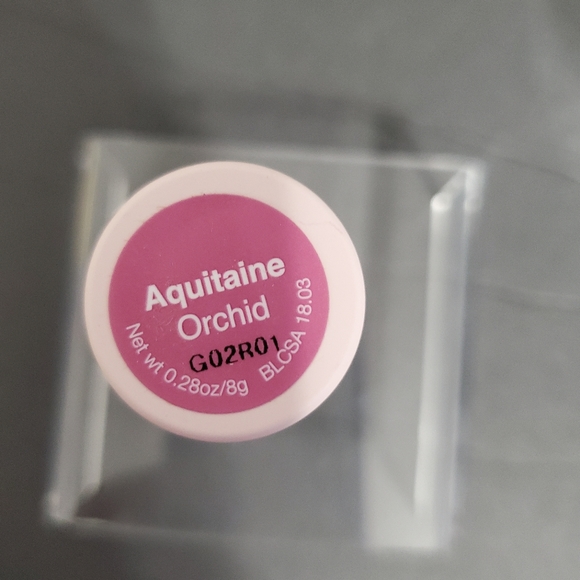 Aquitaine
Orchid
G02R01
Net wt 0.28oz/8g BLCSA 18.03